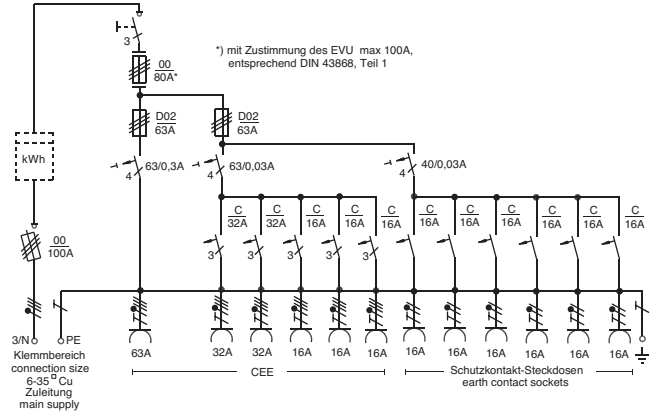 3
*) mit Zustimmung des EVU max 100A,
entsprechend DIN 43868, Teil 1
00
80A*
D02
63A
D02
63A
kWh
4
63/0,3A
4
63/0,03A
4
40/0,03A
00
100A
C
32A
C
32A
C
16A
C
16A
C
16A
C
16A
C
16A
C
16A
C
16A
C
16A
C
16A
3
3
3
3
3
3/N
PE
63A
32A
32A
16A
16A
16A
16A
16A
16A
16A
16A
16A
Klemmbereich
connection size
6-35 □ Cu
Zuleitung
main supply
CEE
Schutzkontakt-Steckdosen
earth contact sockets